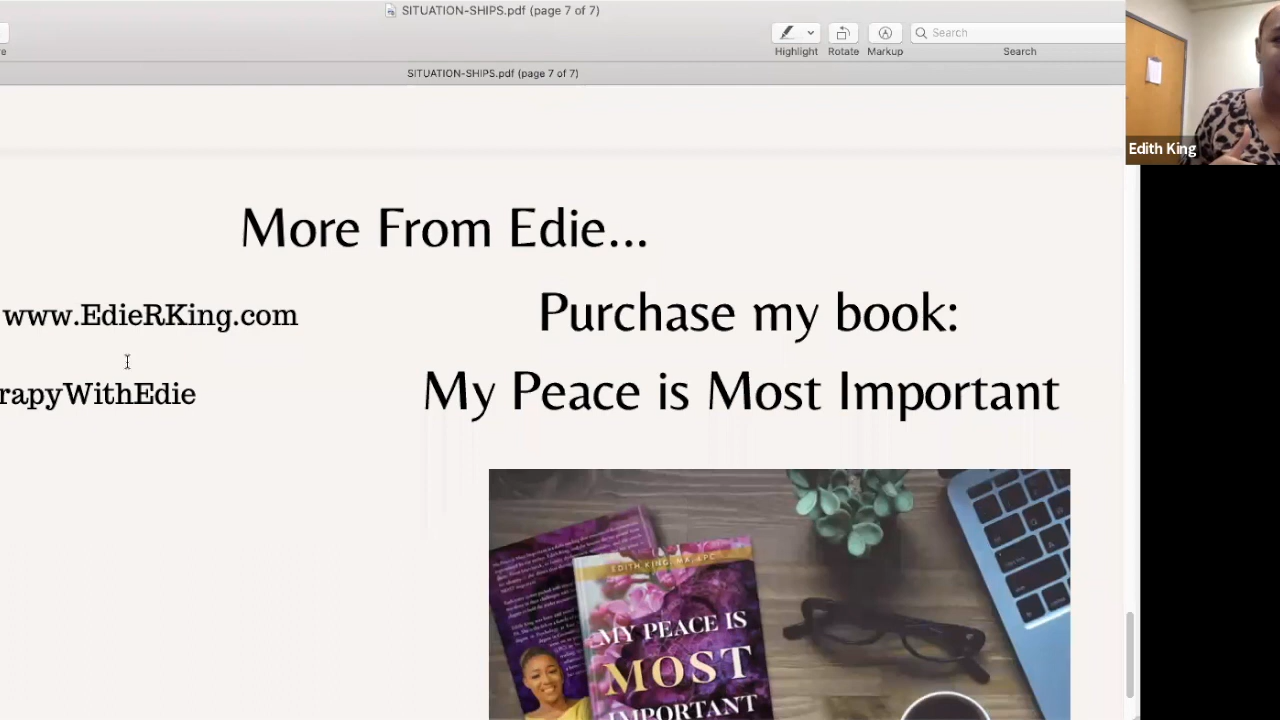 SITUATION-SHIPS.pdf (page 7 of 7)
Search
Highlight
Rotate
Markup
Search
SITUATION-SHIPS.pdf (page 7 of 7)
Edith King
More From Edie...
www.EdieRKing.com
rapyWithEdie
Purchase my book:
My Peace is Most Important
EDITH KING, MA, LPC
MY PEACE IS
MOST
IMPORTANT